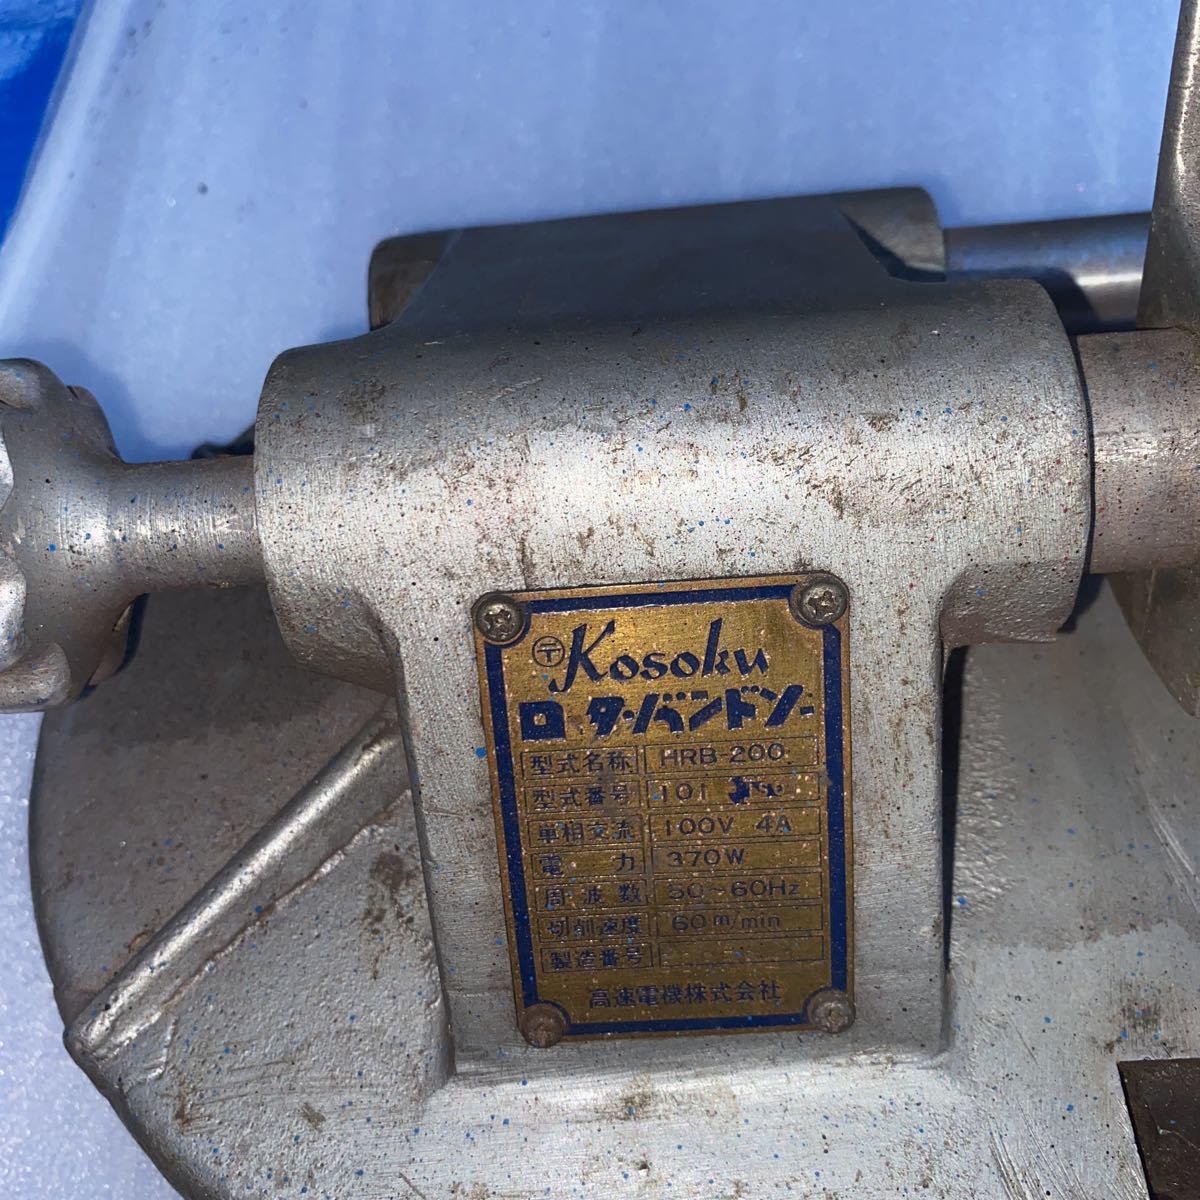 〒 Kosoku
ロータ・バンドソー
型式名称 HRB-200
型式番号 101
単相交流 100V 4A
電力 370W
周波数 50~60Hz
切削速度 60m/min
製造番号
高速電機株式会社